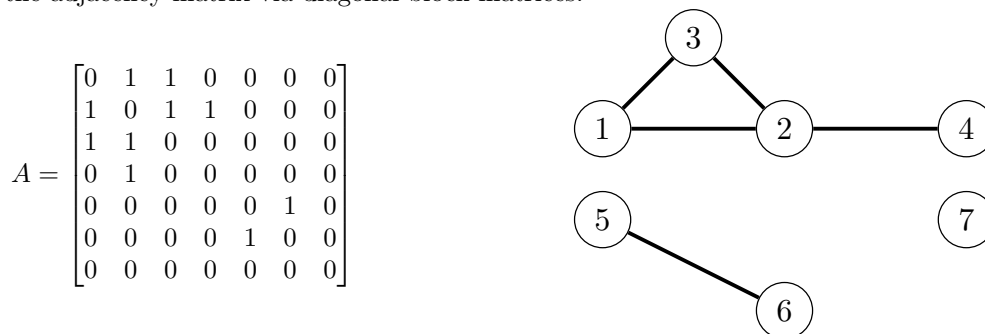 the adjacency matrix via diagonal block matrices.
A =
0 1 1 0 0 0 0
1 0 1 1 0 0 0
1 1 0 0 0 0 0
0 1 0 0 0 0 0
0 0 0 0 0 1 0
0 0 0 0 1 0 0
0 0 0 0 0 0 0
3
1 2 4
5 7
6